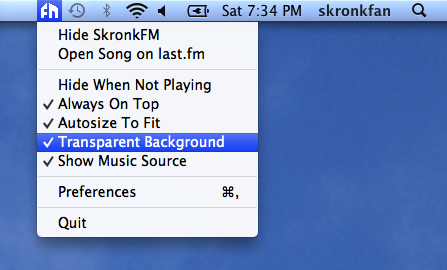 Sat 7:34 PM skronkfan
Hide SkronkFM
Open Song on last.fm
Hide When Not Playing
✓ Always On Top
✓ Autosize To Fit
✓ Transparent Background
✓ Show Music Source
Preferences ⌘,
Quit